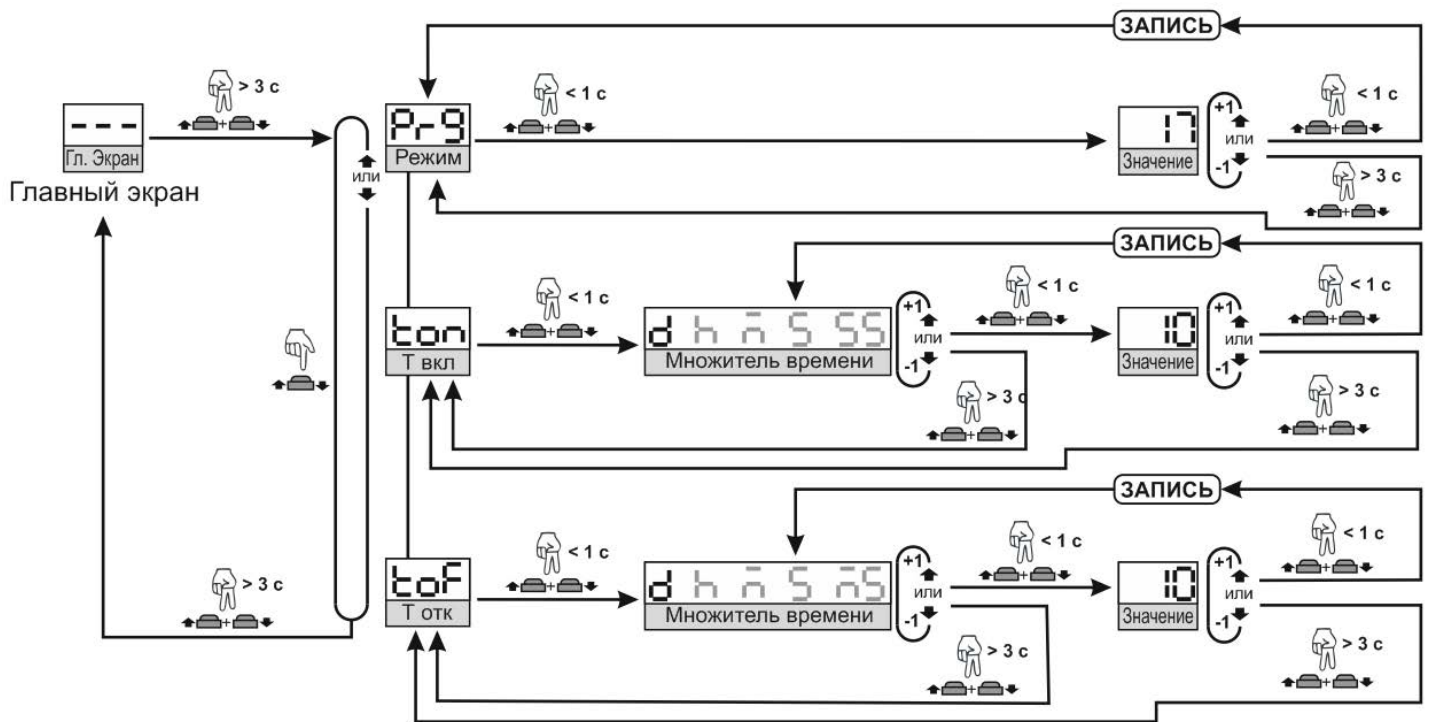 ЗАПИСЬ
> 3 с
+
< 1 с
+
< 1 с
+
---
Гл. Экран
Главный экран
или
Prg
Режим
17
Значение
+1
или
-1
> 3 с
+
ЗАПИСЬ
< 1 с
+
< 1 с
+
< 1 с
+
ton
Т вкл
d h n S SS
Множитель времени
+1
или
-1
10
Значение
+1
или
-1
> 3 с
+
> 3 с
+
ЗАПИСЬ
< 1 с
+
< 1 с
+
< 1 с
+
tof
Т отк
d h n S nS
Множитель времени
+1
или
-1
10
Значение
+1
или
-1
> 3 с
+
> 3 с
+
> 3 с
+